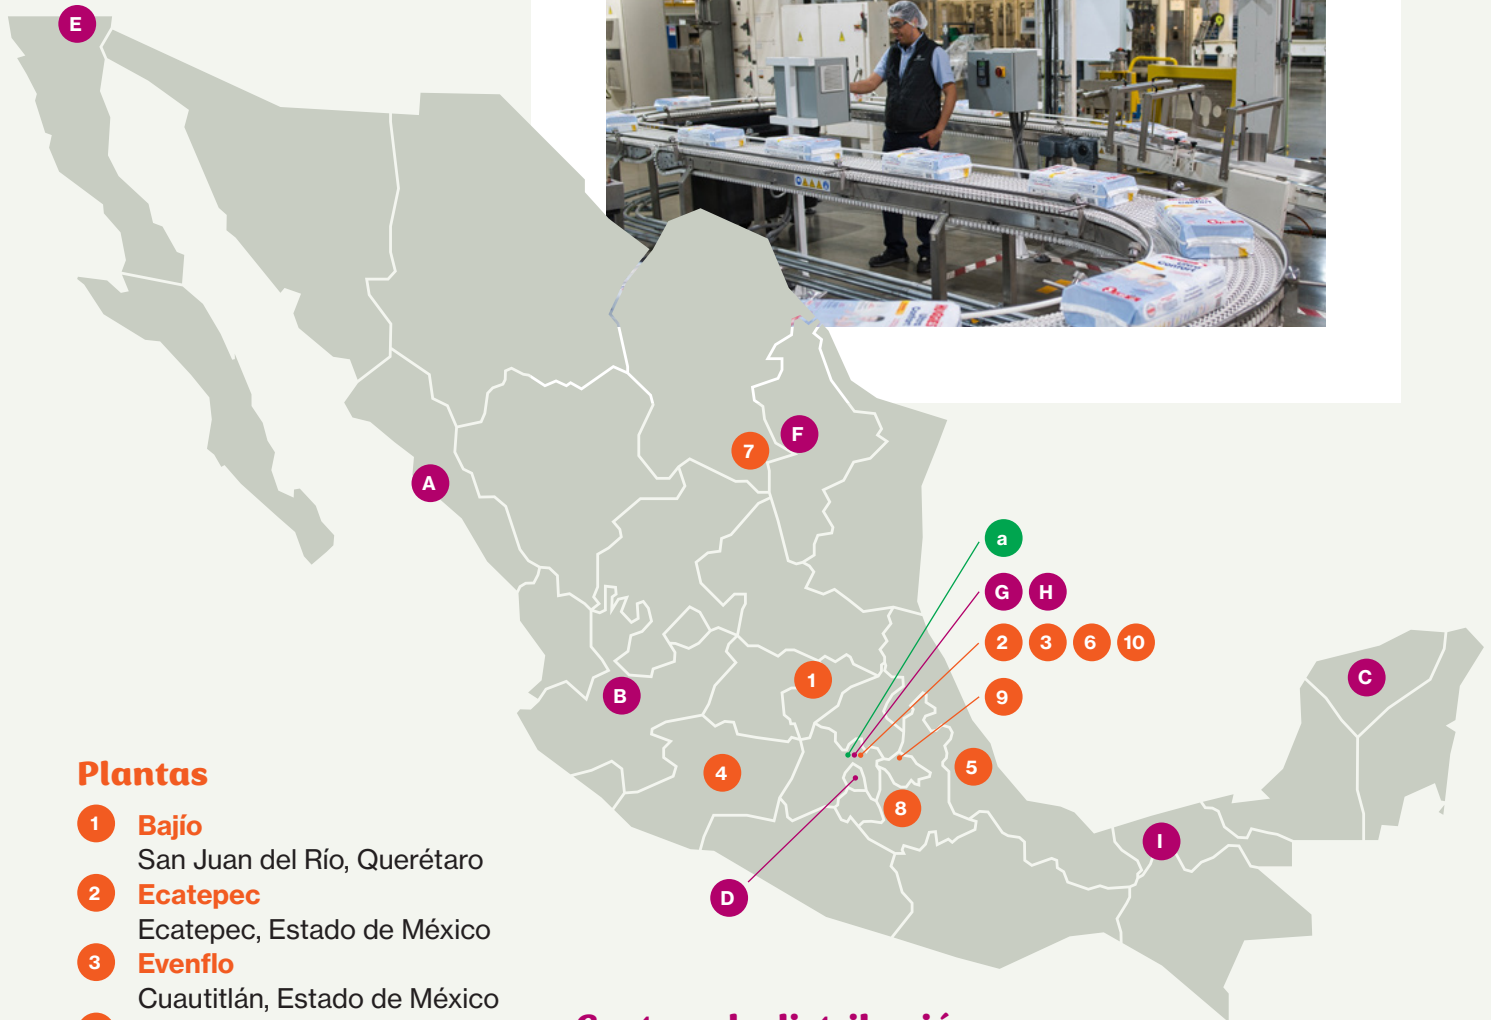 E
F
7
A
a
G H
2 3 6 10
C
1
B
9
5
4
8
I
D
Plantas
1 Bajío
San Juan del Río, Querétaro
2 Ecatepec
Ecatepec, Estado de México
3 Evenflo
Cuautitlán, Estado de México